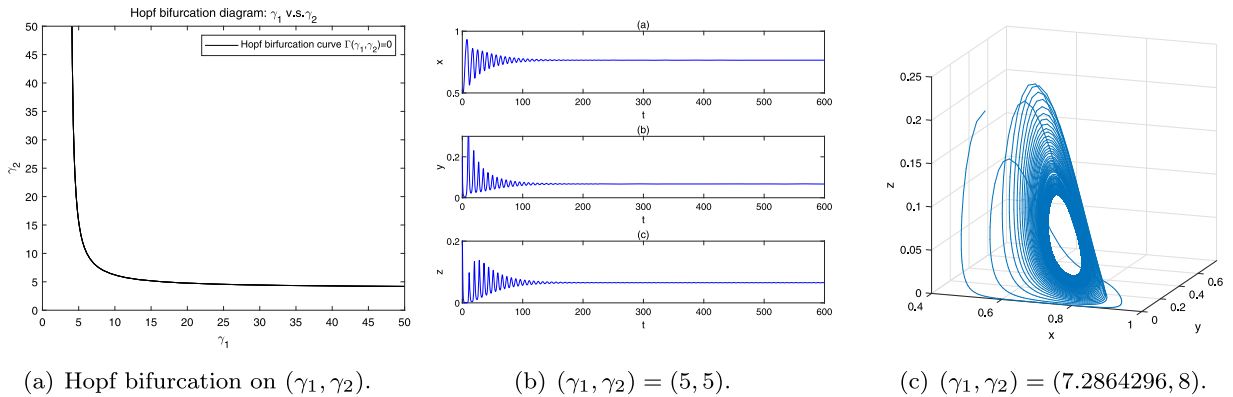 Hopf bifurcation diagram: γ1 v.s.γ2
50
45
40
35
30
25
20
15
10
5
0
γ2
Hopf birfurcation curve Γ(γ1,γ2)=0
0 5 10 15 20 25 30 35 40 45 50
γ1
(a) Hopf bifurcation on (γ1, γ2).
(a)
1
x
0.5
0 100 200 300 400 500 600
t
(b)
0.2
y
0
0 100 200 300 400 500 600
t
(c)
0.2
z
0
0 100 200 300 400 500 600
t
(b) (γ1, γ2) = (5, 5).
0.25
0.2
0.15
z
0.1
0.05
0
0.4 0.6 0.8 1
x
0 0.2 0.4 0.6
y
(c) (γ1, γ2) = (7.2864296, 8).